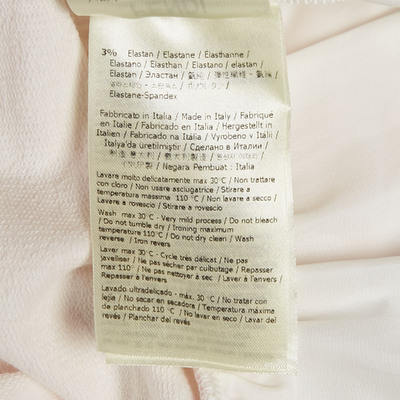 3% Elastan / Elastane / Elasthanne /
Elastano / Elasthan / Elastano / elastan /
Elastan / Эластан /
Elastane-Spandex
Fabbricato in Italia / Made in Italy / Fabriqué
en Italie / Fabricado en Italia / Hergestellt in
Italien / Fabricado na Italia / Vyrobeno v Itálii /
Italya'da üretilmiştir / Сделано в Италии /
/ Negara Pembuat : Italia
Lavare molto delicatamente max 30°C / Non trattare
con cloro / Non usare asciugatrice / Stirare a
temperatura massima 110 °C / Non lavare a secco /
Lavare a rovescio / Stirare a rovescio
Wash max 30°C - Very mild process / Do not bleach
/ Do not tumble dry / Ironing maximum
temperature 110°C / Do not dry clean / Wash
reverse / Iron revers
Laver max 30°C - Cycle très délicat / Ne pas
javelliser / Ne pas sécher par culbutage / Repasser
max 110° / Ne pas nettoyer à sec / Laver à l'envers /
Repasser à l'envers
Lavado ultradelicado - máx. 30 °C / No tratar con
lejía / No secar en secadora / Temperatura máxima
de planchado 110 °C / No lavar en seco / Lavar del
revés / Planchar del revés